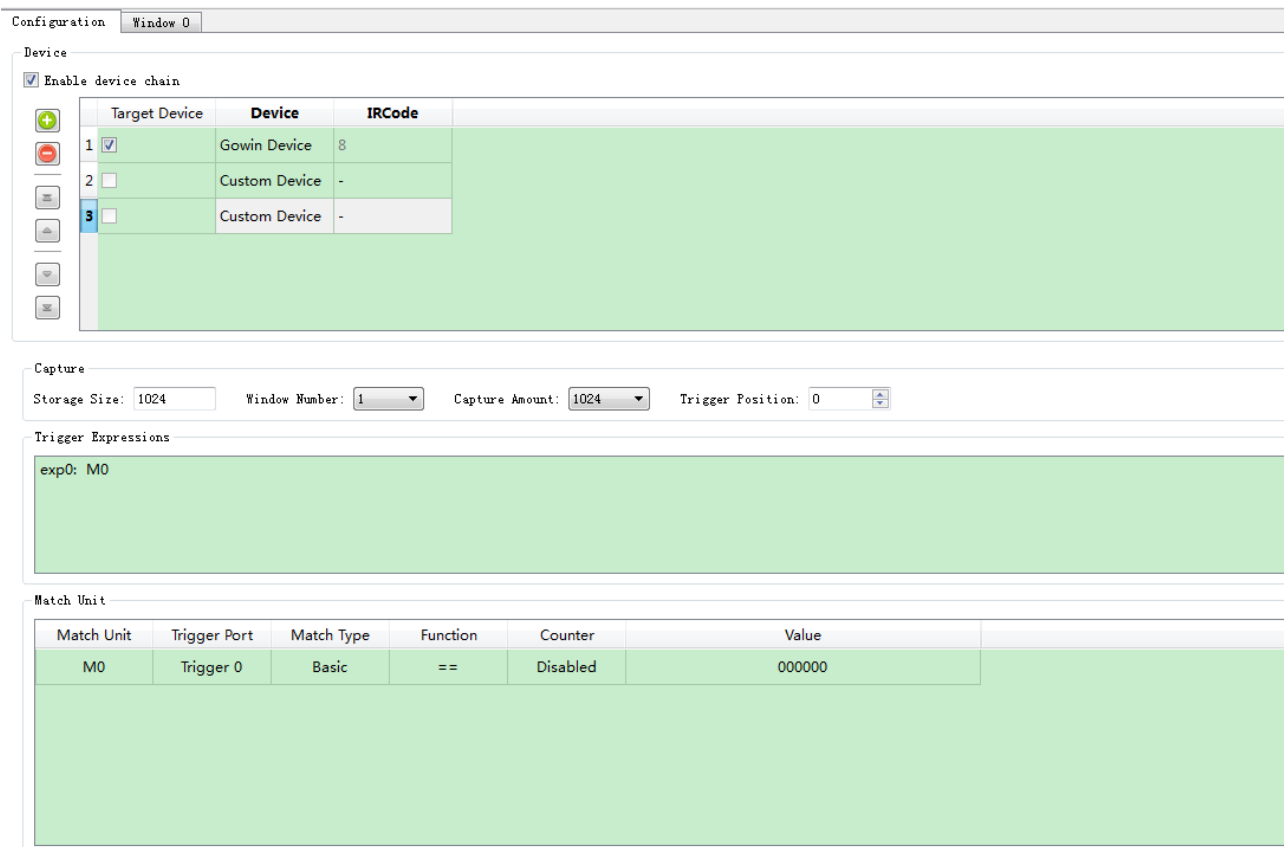 Configuration Window 0
Device
Enable device chain
Target Device Device IRCode
1 Gowin Device 8
2 Custom Device -
3 Custom Device -
Capture
Storage Size: 1024 Window Number: 1 Capture Amount: 1024 Trigger Position: 0
Trigger Expressions
exp0: M0
Match Unit
Match Unit Trigger Port Match Type Function Counter Value
M0 Trigger 0 Basic == Disabled 000000